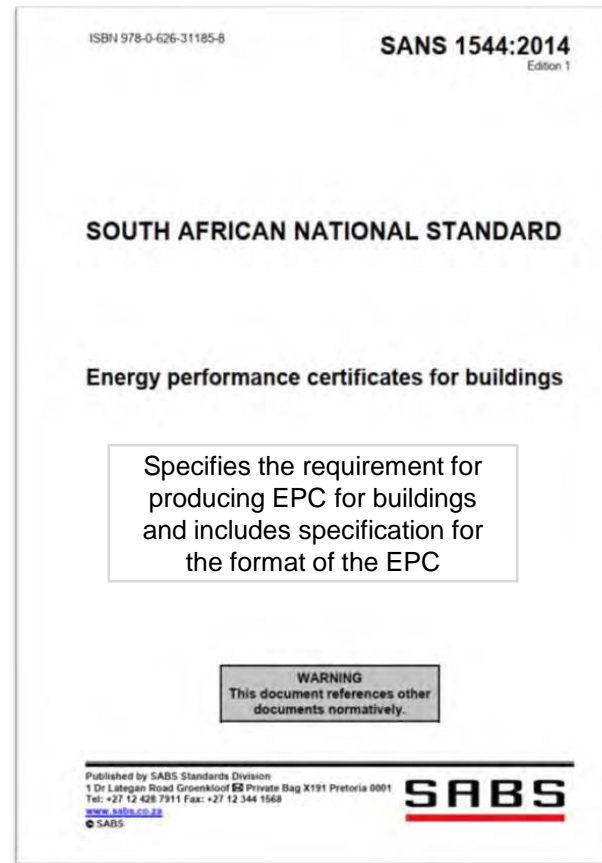 ISBN 978-0-626-31185-8
SANS 1544:2014
Edition 1
SOUTH AFRICAN NATIONAL STANDARD
Energy performance certificates for buildings
Specifies the requirement for
producing EPC for buildings
and includes specification for
the format of the EPC
WARNING
This document references other
documents normatively.
Published by SABS Standards Division
1 Dr Lategan Road Groenkloof ✉ Private Bag X191 Pretoria 0001
Tel: +27 12 428 7911 Fax: +27 12 344 1568
www.sabs.co.za
© SABS
SABS